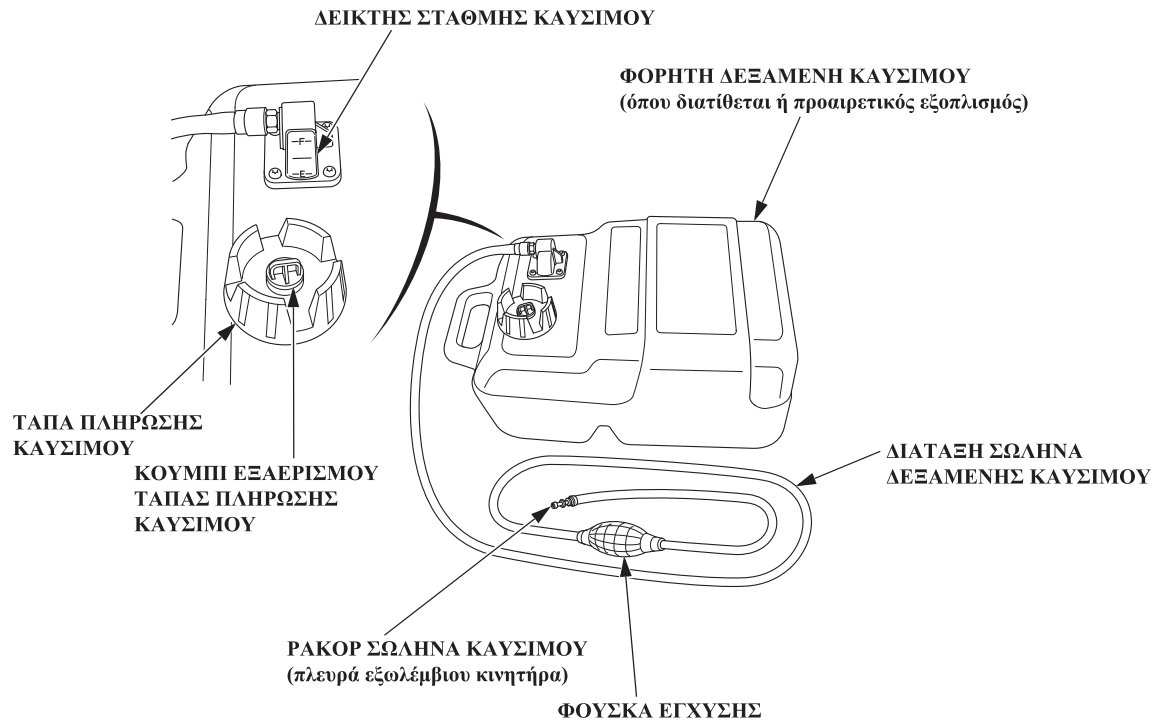 ΔΕΙΚΤΗΣ ΣΤΑΘΜΗΣ ΚΑΥΣΙΜΟΥ
ΦΟΡΗΤΗ ΔΕΞΑΜΕΝΗ ΚΑΥΣΙΜΟΥ
(όπου διατίθεται ή προαιρετικός εξοπλισμός)
–F–
–E–
ΤΑΠΑ ΠΛΗΡΩΣΗΣ
ΚΑΥΣΙΜΟΥ
ΚΟΥΜΠΙ ΕΞΑΕΡΙΣΜΟΥ
ΤΑΠΑΣ ΠΛΗΡΩΣΗΣ
ΚΑΥΣΙΜΟΥ
ΔΙΑΤΑΞΗ ΣΩΛΗΝΑ
ΔΕΞΑΜΕΝΗΣ ΚΑΥΣΙΜΟΥ
ΡΑΚΟΡ ΣΩΛΗΝΑ ΚΑΥΣΙΜΟΥ
(πλευρά εξωλέμβιου κινητήρα)
ΦΟΥΣΚΑ ΕΓΧΥΣΗΣ